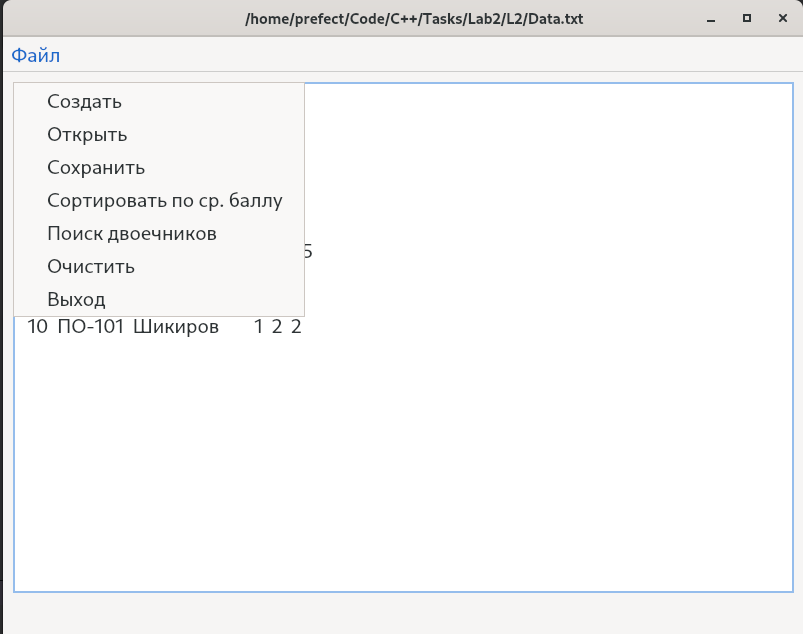 /home/prefect/Code/C++/Tasks/Lab2/L2/Data.txt
Файл
Создать
Открыть
Сохранить
Сортировать по ср. баллу
Поиск двоечников
5
Очистить
Выход
10 ПО-101 Шикиров 1 2 2